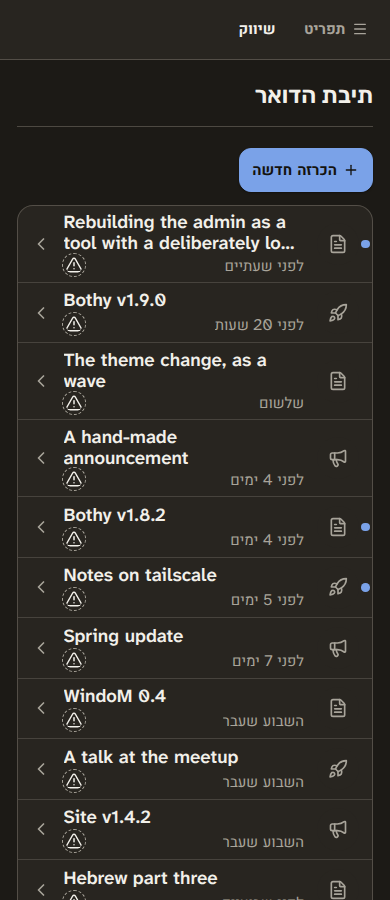 תפריט שיווק
תיבת הדואר
+ הכרזה חדשה
Rebuilding the admin as a
tool with a deliberately lo...
לפני שעתיים
Bothy v1.9.0
לפני 20 שעות
The theme change, as a
wave
שלשום
A hand-made
announcement
לפני 4 ימים
Bothy v1.8.2
לפני 4 ימים
Notes on tailscale
לפני 5 ימים
Spring update
לפני 7 ימים
WindoM 0.4
השבוע שעבר
A talk at the meetup
השבוע שעבר
Site v1.4.2
השבוע שעבר
Hebrew part three